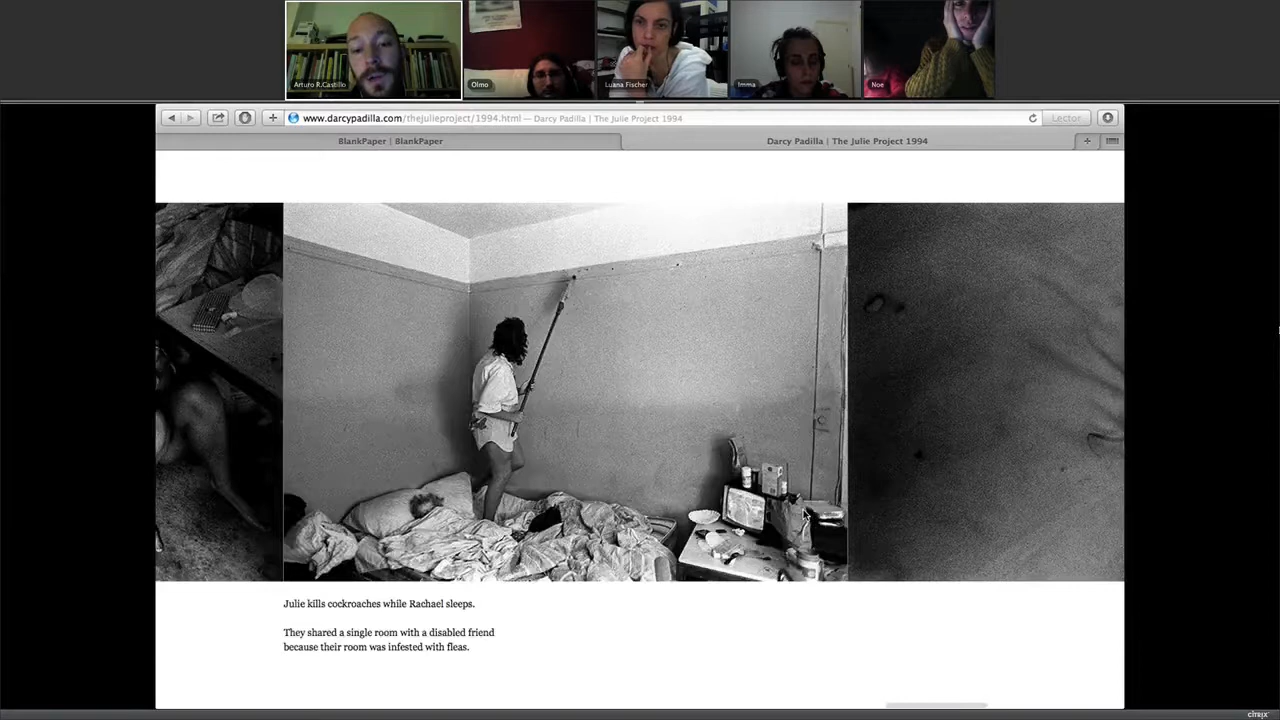 Arturo R.Castillo
Olmo
Luana Fischer
Imma
Noe
www.darcypadilla.com/thejulieproject/1994.html — Darcy Padilla | The Julie Project 1994
Lector
BlankPaper | BlankPaper
Darcy Padilla | The Julie Project 1994
Julie kills cockroaches while Rachael sleeps.
They shared a single room with a disabled friend
because their room was infested with fleas.
CITRIX